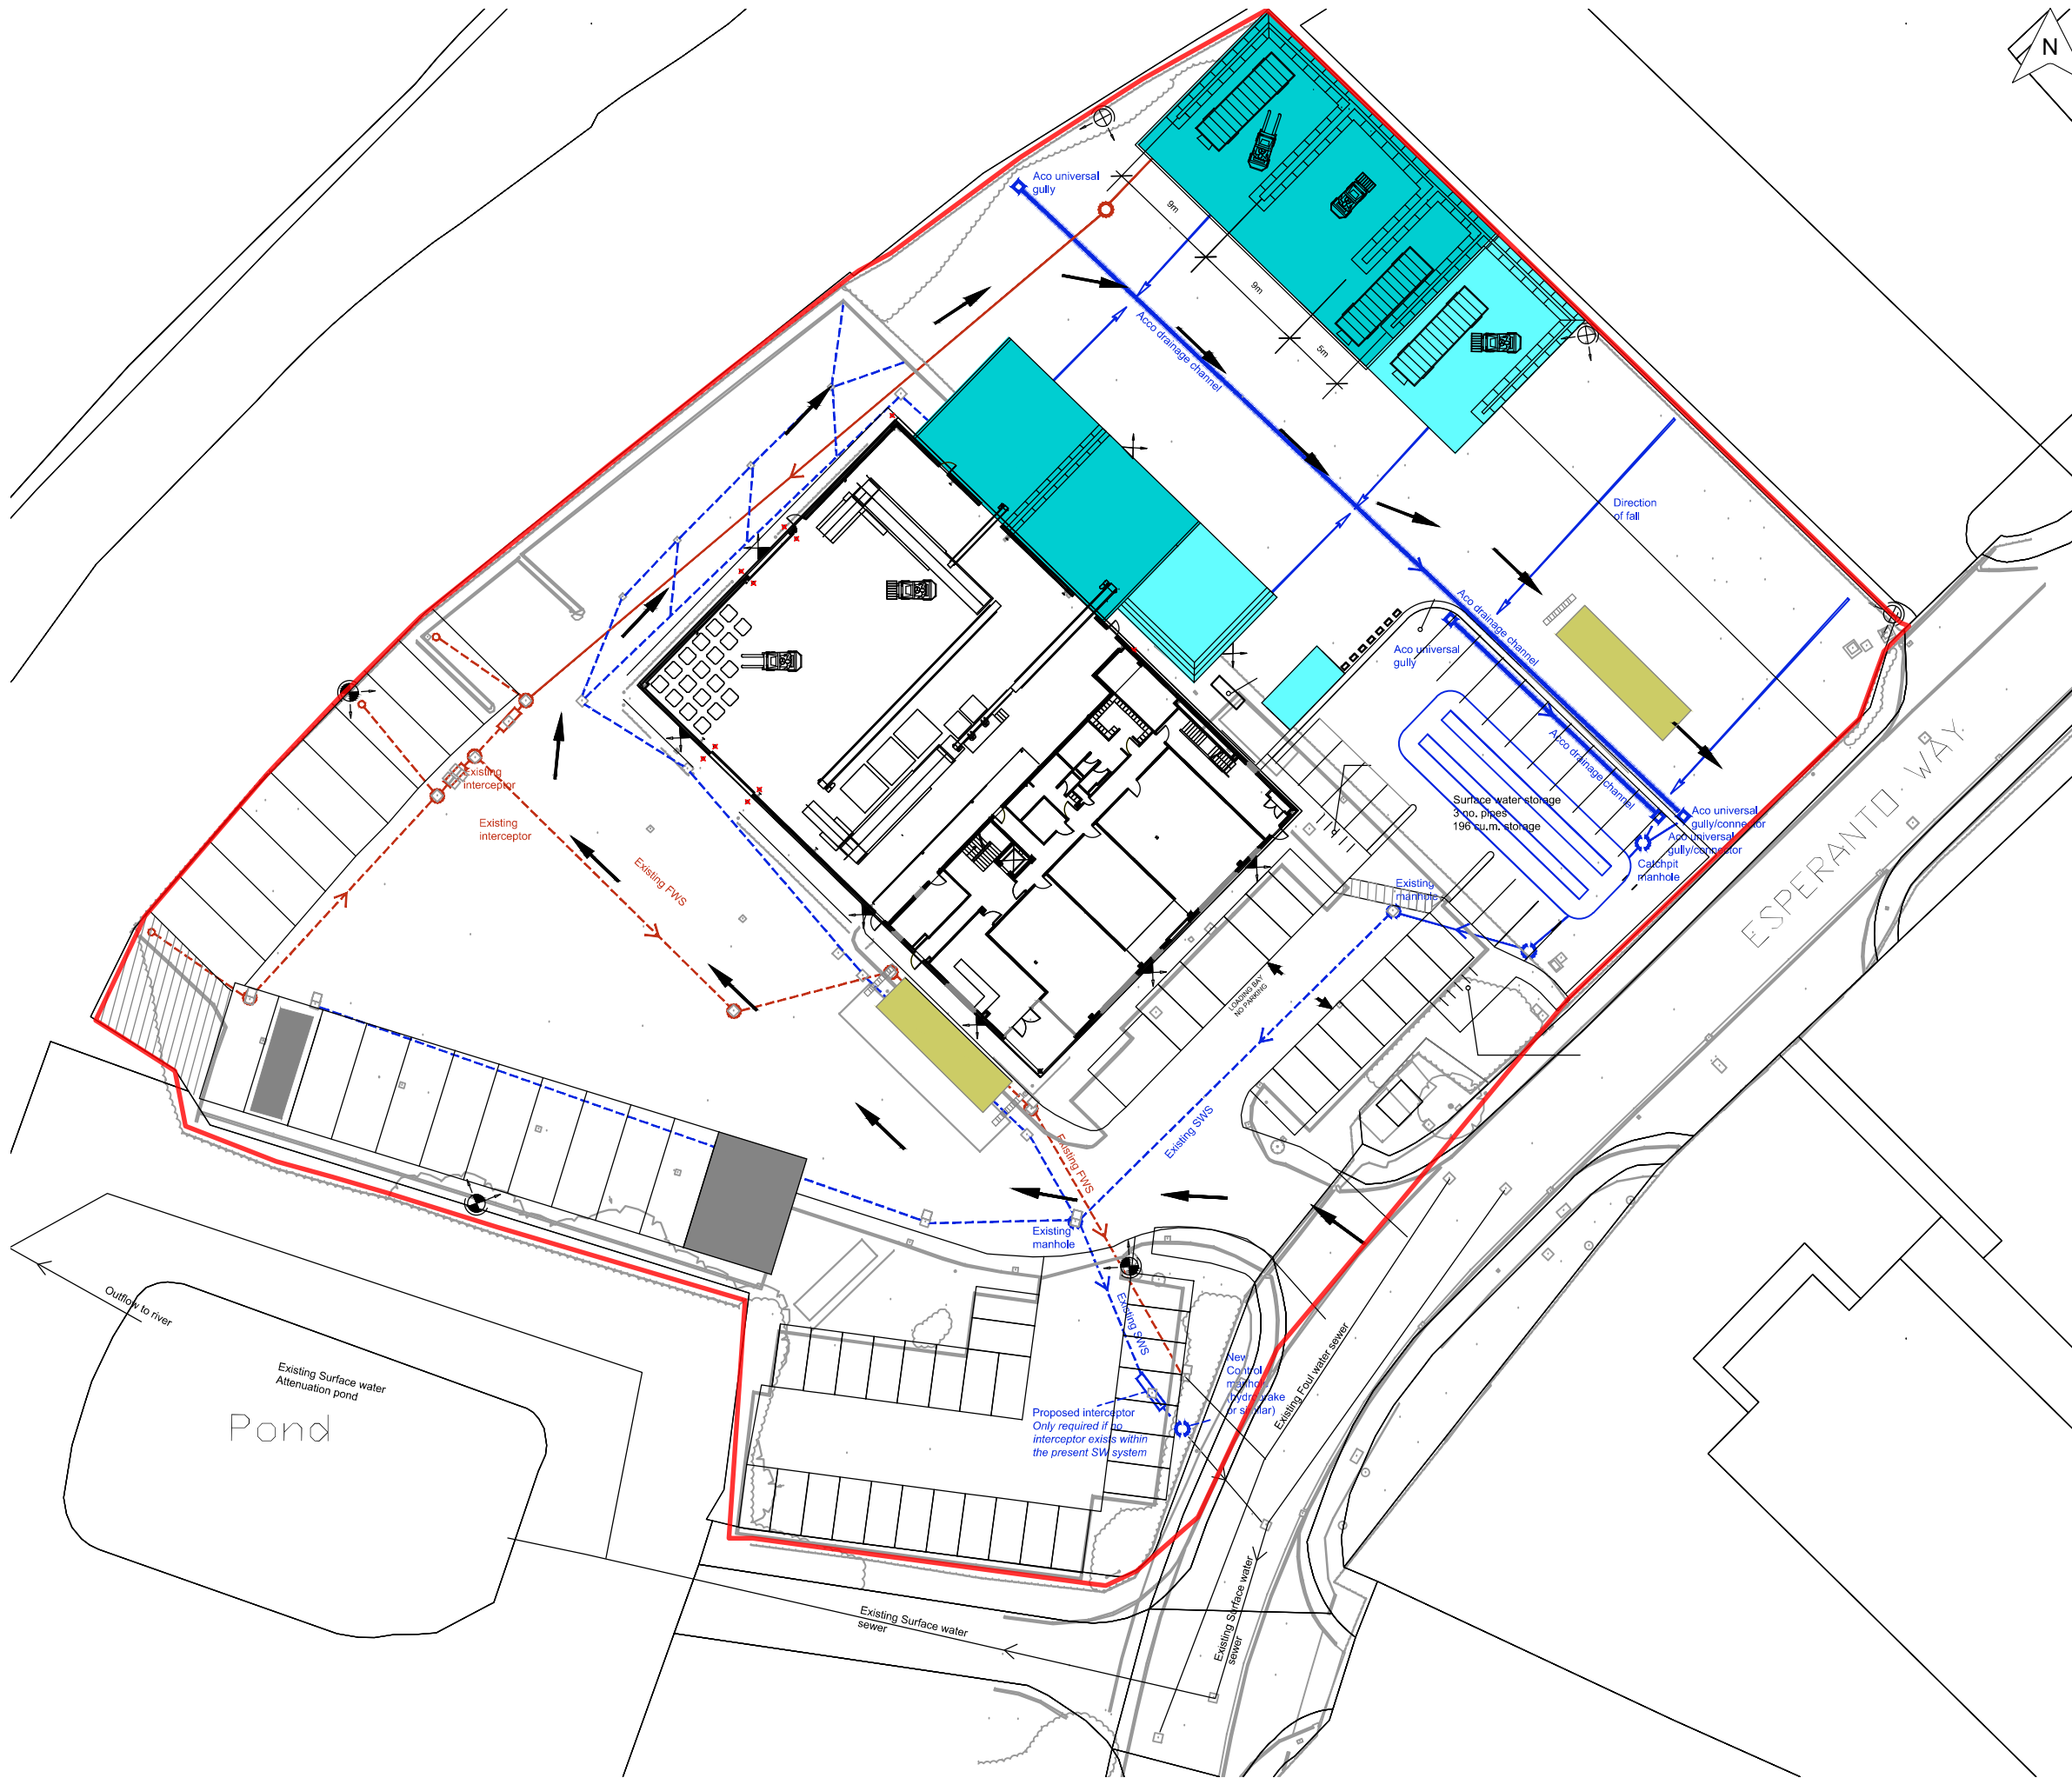 N
Aco universal
gully
9m
9m
5m
Acco drainage channel
Direction
of fall
Aco drainage channel
Aco universal
gully
Acco drainage channel
Surface water storage
3 no. pipes
196 cu.m. storage
Aco universal
gully/connector
Aco universal
gully/connector
Catchpit
manhole
ESPERANTO WAY.
Existing
interceptor
Existing
interceptor
Existing FWS
Existing
manhole
LOADING BAY
NO PARKING
Existing SWS
Existing FWS
Existing
manhole
Existing SWS
Outflow to river
Existing Surface water
Attenuation pond
Pond
New
Control
manhole
(hydrobrake
or similar)
Proposed interceptor
Only required if no
interceptor exists within
the present SW system
Existing Foul water sewer
Existing Surface water
sewer
Existing Surface water
sewer